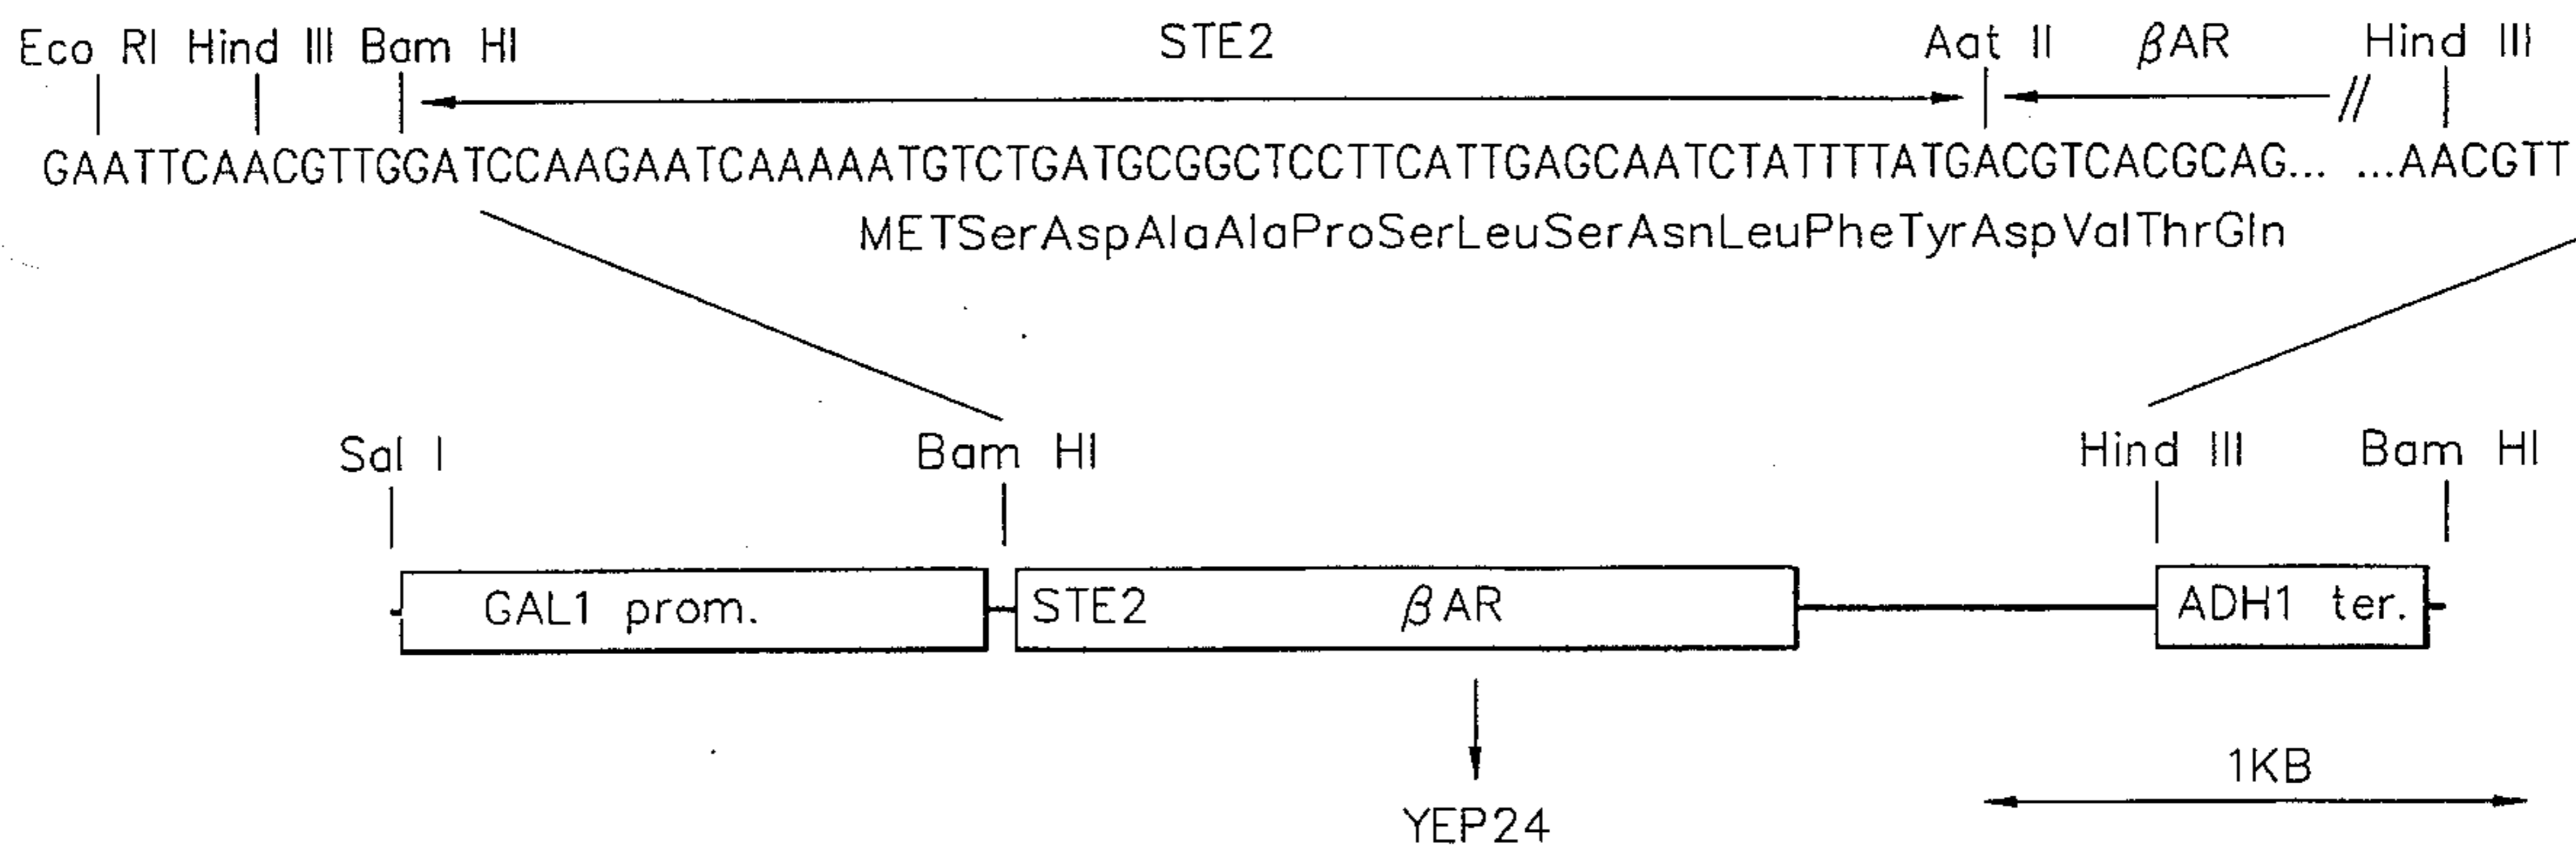 Eco RI Hind III Bam HI STE2 Aat II βAR Hind III
GAATTCAACGTTGGATCCAAGAATCAAAAATGTCTGATGCGGCTCCTTCATTGAGCAATCTATTTTATGACGTCACGCAG... ...AACGTT
METSerAspAlaAlaProSerLeuSerAsnLeuPheTyrAspValThrGln
Sal I Bam HI Hind III Bam HI
GAL1 prom. STE2 βAR ADH1 ter.
1KB
YEP24